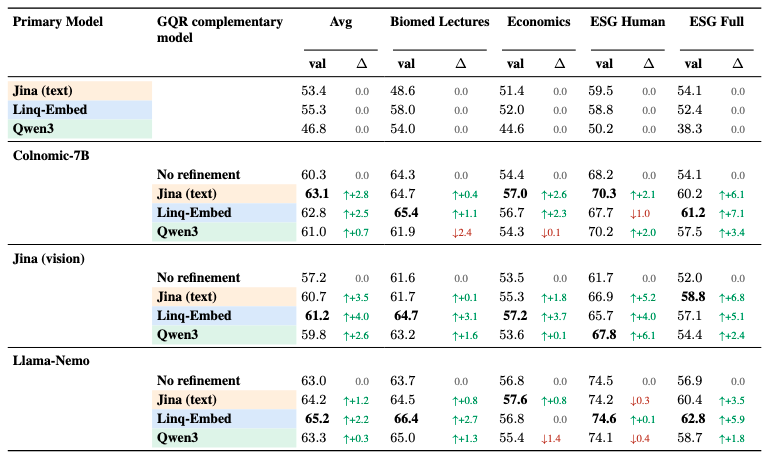 Primary Model GQR complementary model Avg Biomed Lectures Economics ESG Human ESG Full
val Δ val Δ val Δ val Δ val Δ
Jina (text) 53.4 0.0 48.6 0.0 51.4 0.0 59.5 0.0 54.1 0.0
Linq-Embed 55.3 0.0 58.0 0.0 52.0 0.0 58.8 0.0 52.4 0.0
Qwen3 46.8 0.0 54.0 0.0 44.6 0.0 50.2 0.0 38.3 0.0
Colnomic-7B
No refinement 60.3 0.0 64.3 0.0 54.4 0.0 68.2 0.0 54.1 0.0
Jina (text) 63.1 ↑+2.8 64.7 ↑+0.4 57.0 ↑+2.6 70.3 ↑+2.1 60.2 ↑+6.1
Linq-Embed 62.8 ↑+2.5 65.4 ↑+1.1 56.7 ↑+2.3 67.7 ↓1.0 61.2 ↑+7.1
Qwen3 61.0 ↑+0.7 61.9 ↓2.4 54.3 ↓0.1 70.2 ↑+2.0 57.5 ↑+3.4
Jina (vision)
No refinement 57.2 0.0 61.6 0.0 53.5 0.0 61.7 0.0 52.0 0.0
Jina (text) 60.7 ↑+3.5 61.7 ↑+0.1 55.3 ↑+1.8 66.9 ↑+5.2 58.8 ↑+6.8
Linq-Embed 61.2 ↑+4.0 64.7 ↑+3.1 57.2 ↑+3.7 65.7 ↑+4.0 57.1 ↑+5.1
Qwen3 59.8 ↑+2.6 63.2 ↑+1.6 53.6 ↑+0.1 67.8 ↑+6.1 54.4 ↑+2.4
Llama-Nemo
No refinement 63.0 0.0 63.7 0.0 56.8 0.0 74.5 0.0 56.9 0.0
Jina (text) 64.2 ↑+1.2 64.5 ↑+0.8 57.6 ↑+0.8 74.2 ↓0.3 60.4 ↑+3.5
Linq-Embed 65.2 ↑+2.2 66.4 ↑+2.7 56.8 0.0 74.6 ↑+0.1 62.8 ↑+5.9
Qwen3 63.3 ↑+0.3 65.0 ↑+1.3 55.4 ↓1.4 74.1 ↓0.4 58.7 ↑+1.8